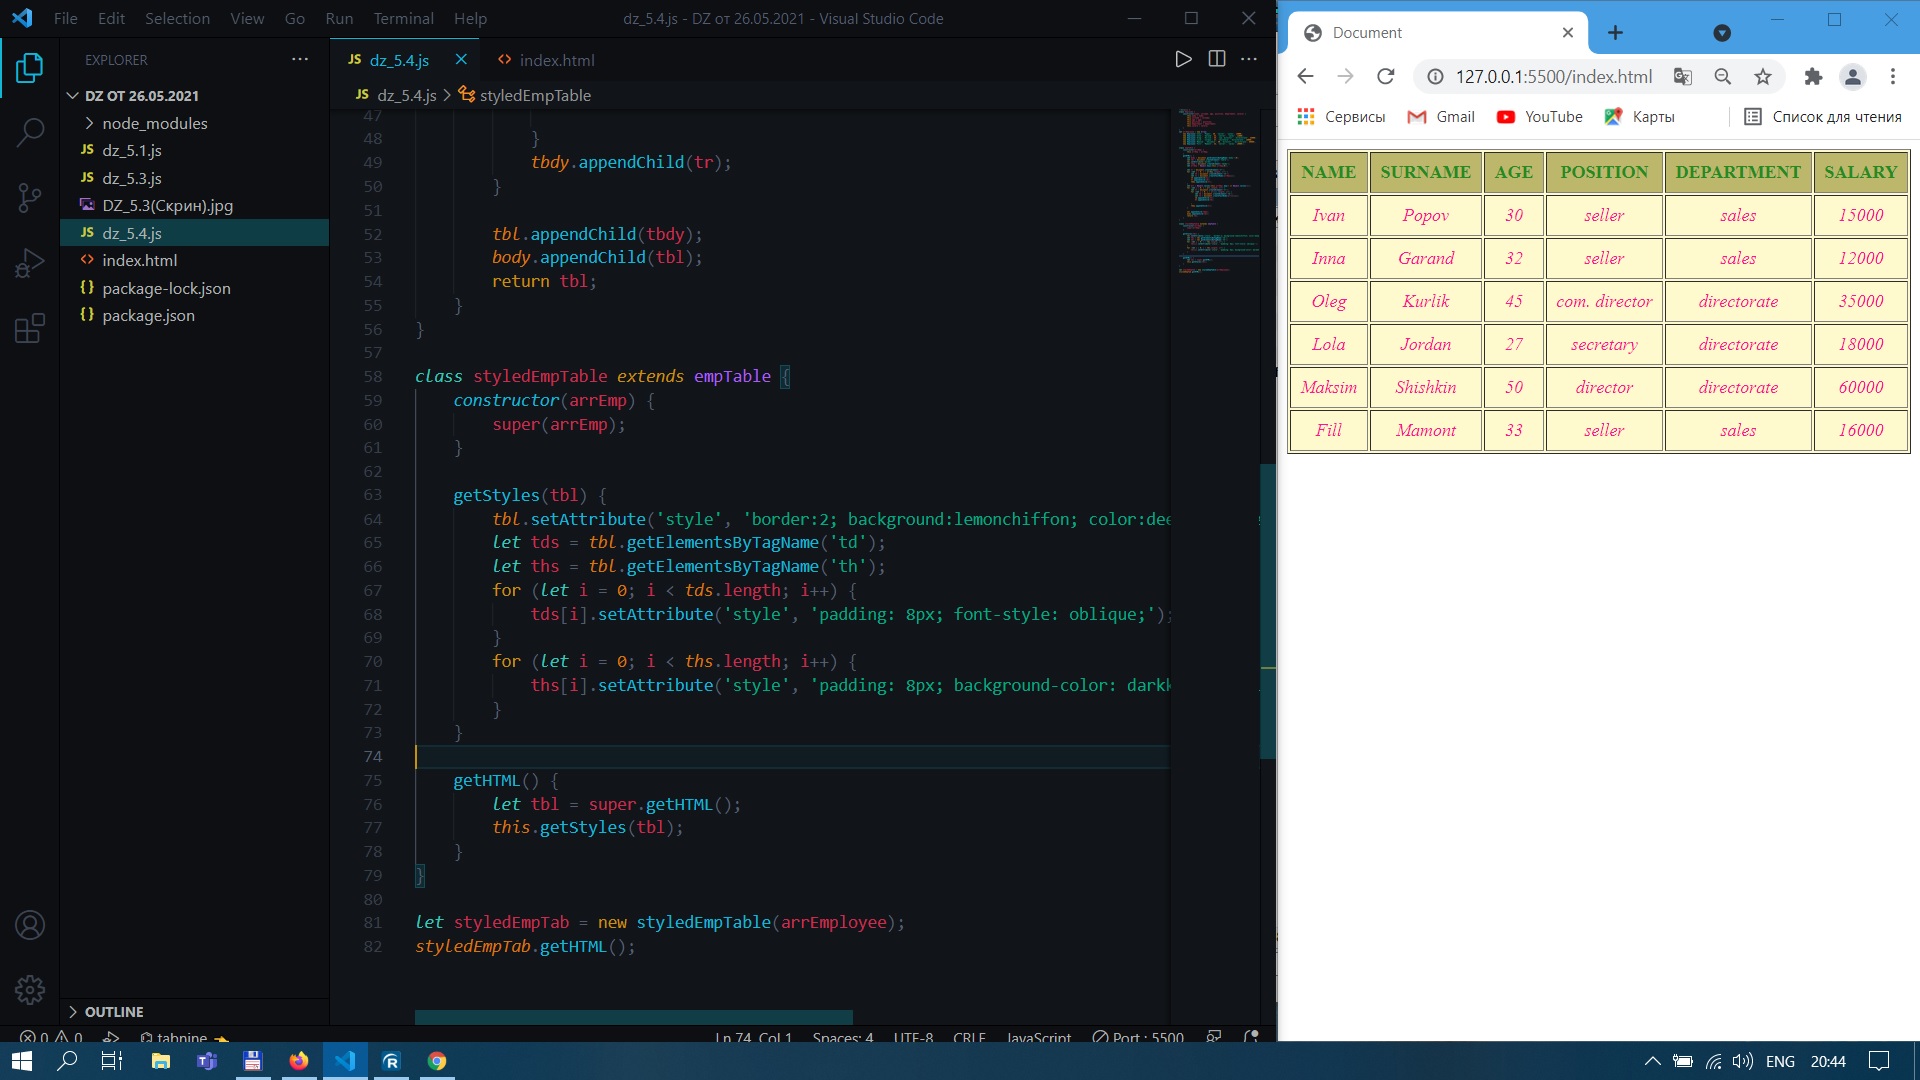 File Edit Selection View Go Run Terminal Help
dz_5.4.js - DZ от 26.05.2021 - Visual Studio Code
EXPLORER
DZ ОТ 26.05.2021
node_modules
JS dz_5.1.js
JS dz_5.3.js
DZ_5.3(Скрин).jpg
JS dz_5.4.js
<> index.html
{} package-lock.json
{} package.json
OUTLINE
JS dz_5.4.js
<> index.html
JS dz_5.4.js > styledEmpTable
47
48 }
49 tbdy.appendChild(tr);
50 }
51
52 tbl.appendChild(tbdy);
53 body.appendChild(tbl);
54 return tbl;
55 }
56 }
57
58 class styledEmpTable extends empTable {
59 constructor(arrEmp) {
60 super(arrEmp);
61 }
62
63 getStyles(tbl) {
64 tbl.setAttribute('style', 'border:2; background:lemonchiffon; color:dee
65 let tds = tbl.getElementsByTagName('td');
66 let ths = tbl.getElementsByTagName('th');
67 for (let i = 0; i < tds.length; i++) {
68 tds[i].setAttribute('style', 'padding: 8px; font-style: oblique;');
69 }
70 for (let i = 0; i < ths.length; i++) {
71 ths[i].setAttribute('style', 'padding: 8px; background-color: darkk
72 }
73 }
74
75 getHTML() {
76 let tbl = super.getHTML();
77 this.getStyles(tbl);
78 }
79 }
80
81 let styledEmpTab = new styledEmpTable(arrEmployee);
82 styledEmpTab.getHTML();
0 0 tabnine
Ln 74, Col 1 Spaces: 4 UTF-8 CRLF JavaScript Port : 5500
Document
127.0.0.1:5500/index.html
Сервисы Gmail YouTube Карты Список для чтения
NAME SURNAME AGE POSITION DEPARTMENT SALARY
Ivan Popov 30 seller sales 15000
Inna Garand 32 seller sales 12000
Oleg Kurlik 45 com. director directorate 35000
Lola Jordan 27 secretary directorate 18000
Maksim Shishkin 50 director directorate 60000
Fill Mamont 33 seller sales 16000
ENG 20:44